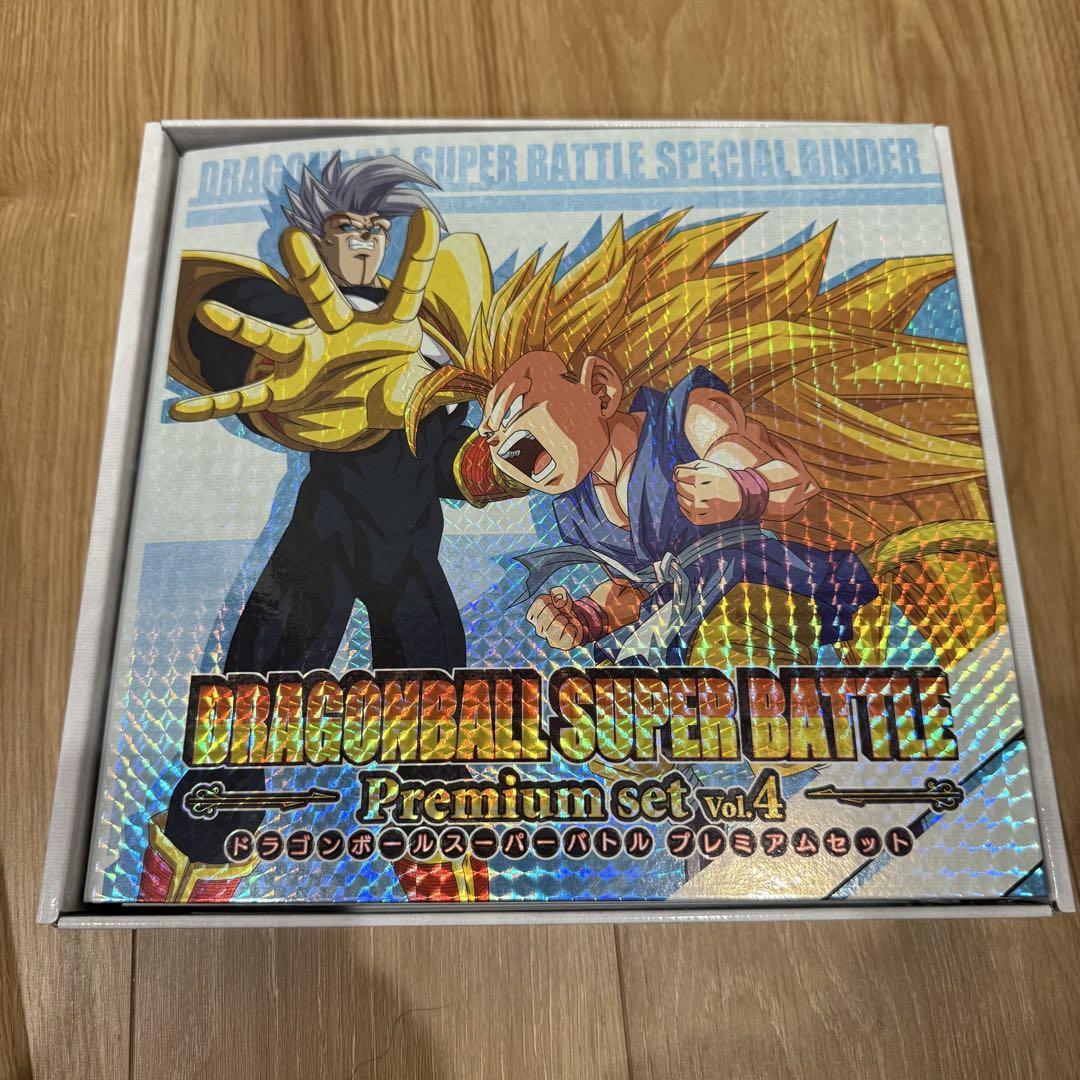 DRAGONBALL SUPER BATTLE SPECIAL BINDER
DRAGONBALL SUPER BATTLE
Premium set Vol.4
ドラゴンボールスーパーバトル プレミアムセット